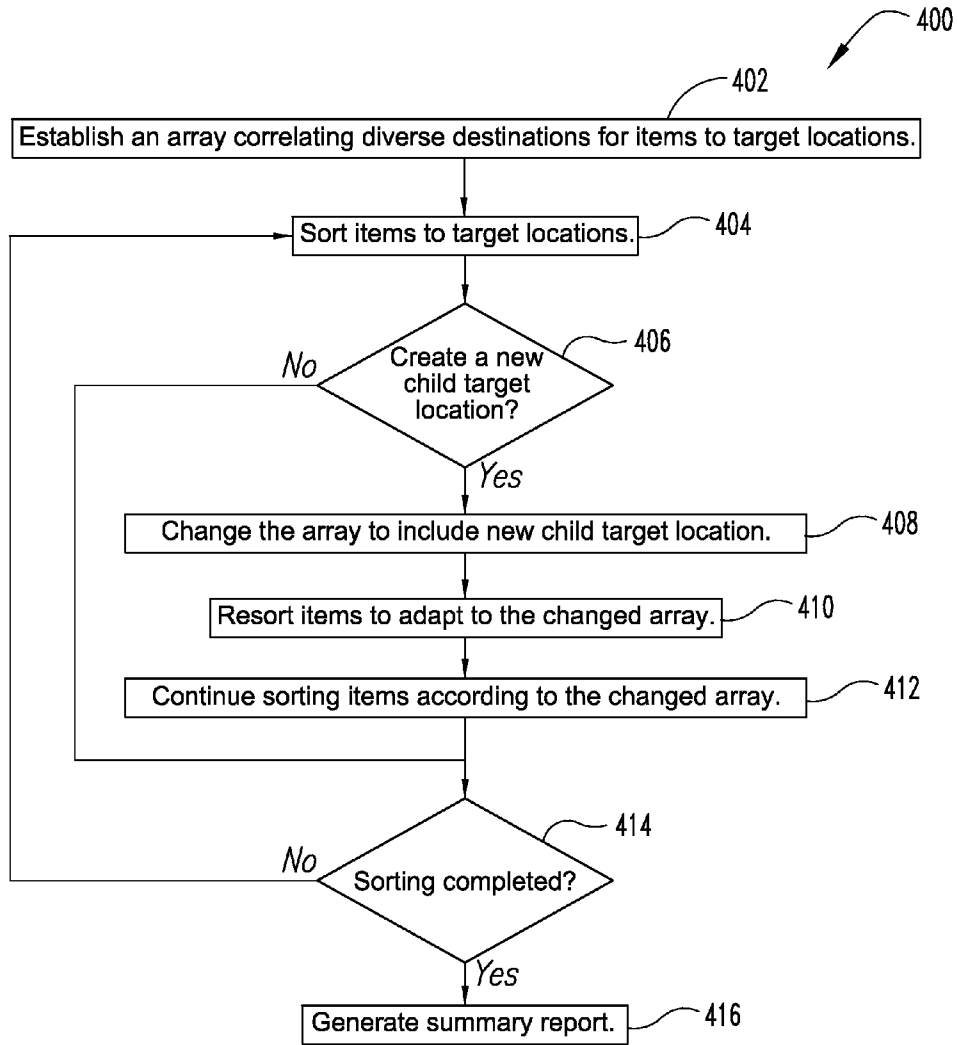 400
402
Establish an array correlating diverse destinations for items to target locations.
Sort items to target locations.
404
406
No
Create a new
child target
location?
Yes
Change the array to include new child target location.
408
Resort items to adapt to the changed array.
410
Continue sorting items according to the changed array.
412
414
No
Sorting completed?
Yes
Generate summary report.
416